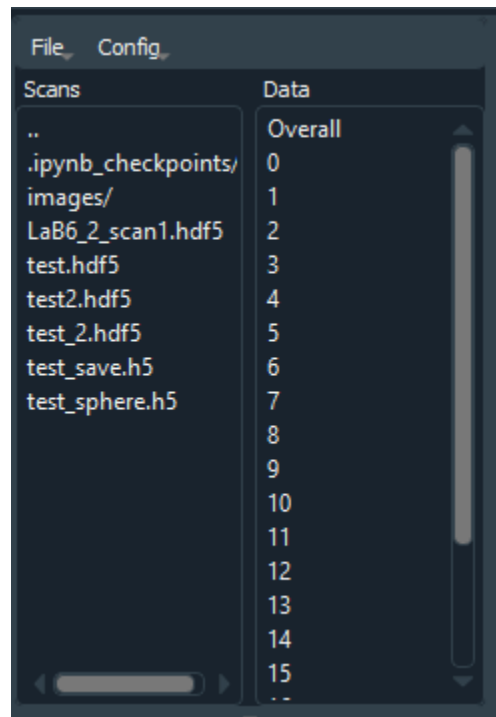 File Config
Scans
..
.ipynb_checkpoints/
images/
LaB6_2_scan1.hdf5
test.hdf5
test2.hdf5
test_2.hdf5
test_save.h5
test_sphere.h5
Data
Overall
0
1
2
3
4
5
6
7
8
9
10
11
12
13
14
15